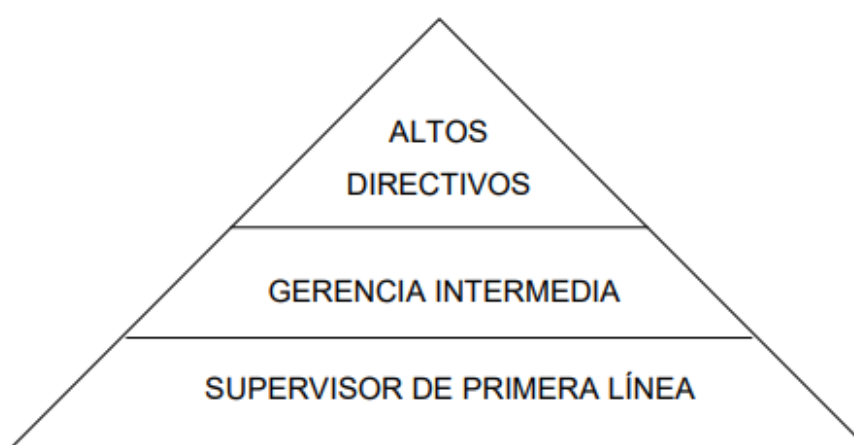 ALTOS
DIRECTIVOS
GERENCIA INTERMEDIA
SUPERVISOR DE PRIMERA LÍNEA